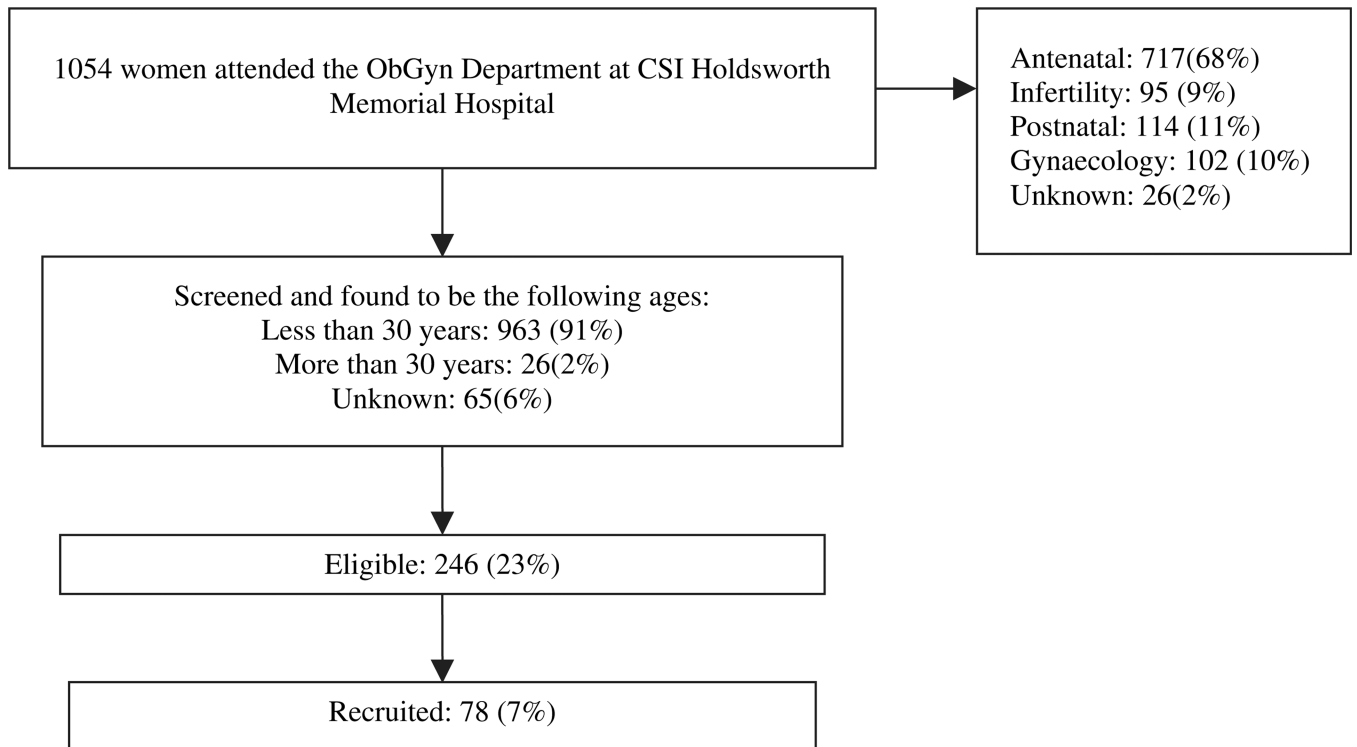 1054 women attended the ObGyn Department at CSI Holdsworth
Memorial Hospital
Antenatal: 717(68%)
Infertility: 95 (9%)
Postnatal: 114 (11%)
Gynaecology: 102 (10%)
Unknown: 26(2%)
Screened and found to be the following ages:
Less than 30 years: 963 (91%)
More than 30 years: 26(2%)
Unknown: 65(6%)
Eligible: 246 (23%)
Recruited: 78 (7%)